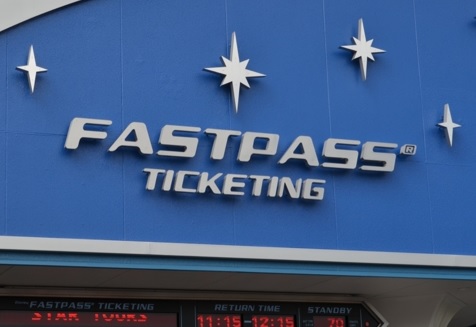 FASTPASS®
TICKETING
FASTPASS® TICKETING RETURN TIME STANDBY
STAR TOURS 11:15 12:15 70